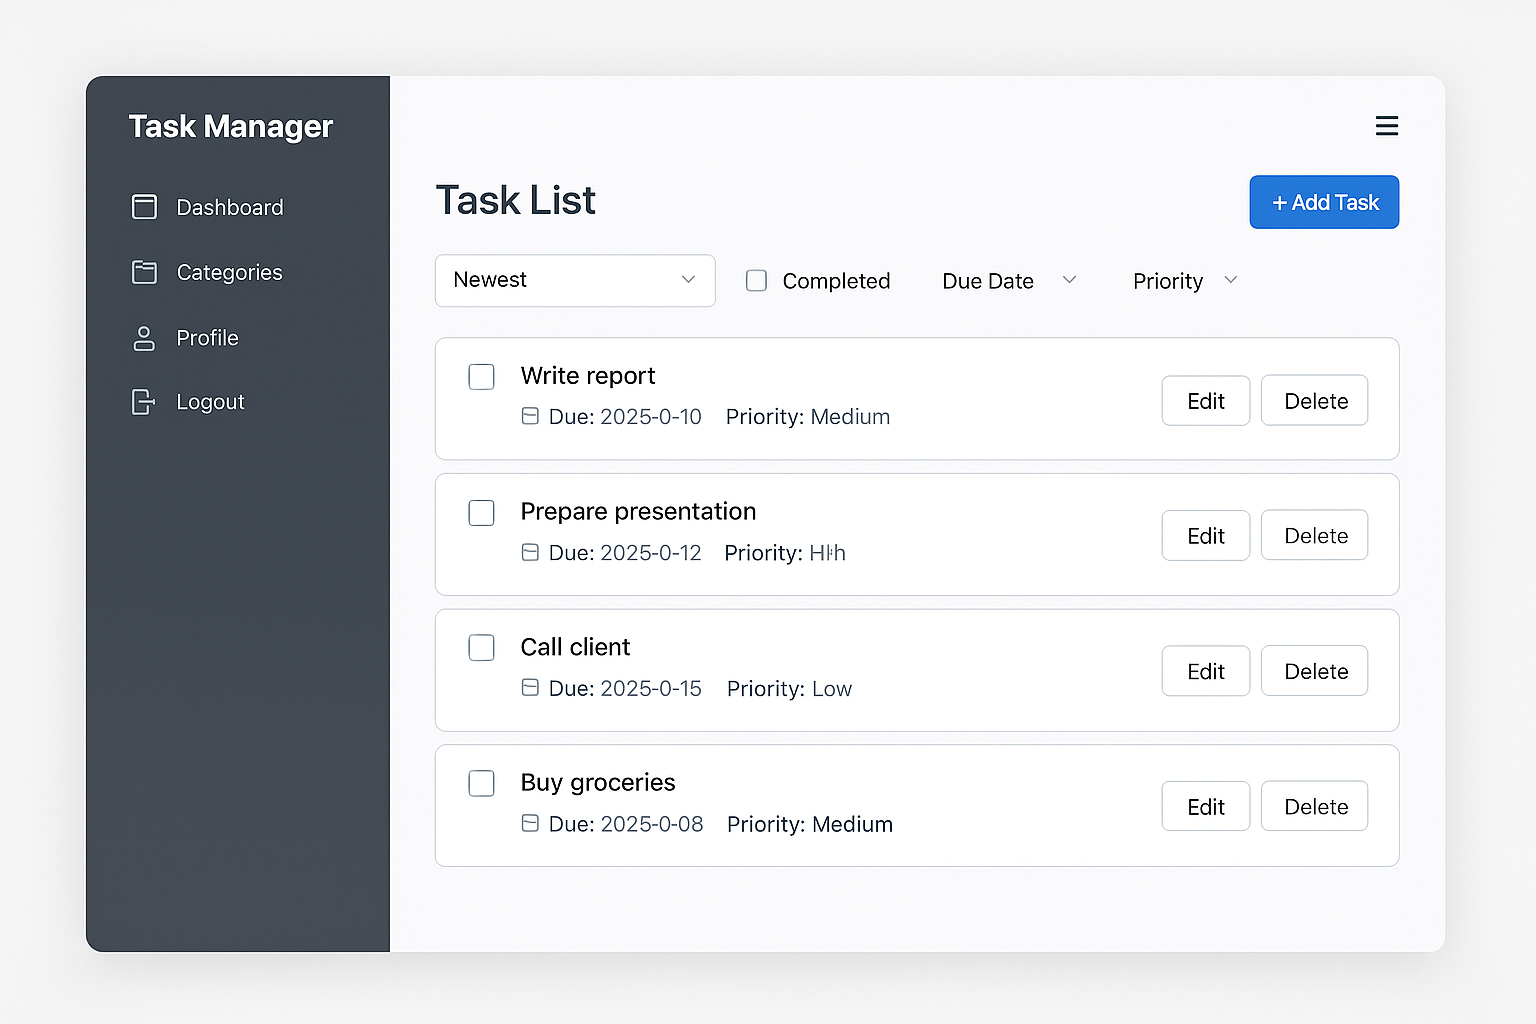 Task Manager
Dashboard
Categories
Profile
Logout
Task List
+ Add Task
Newest
Completed
Due Date
Priority
Write report
Due: 2025-0-10 Priority: Medium
Edit
Delete
Prepare presentation
Due: 2025-0-12 Priority:
Edit
Delete
Call client
Due: 2025-0-15 Priority: Low
Edit
Delete
Buy groceries
Due: 2025-0-08 Priority: Medium
Edit
Delete